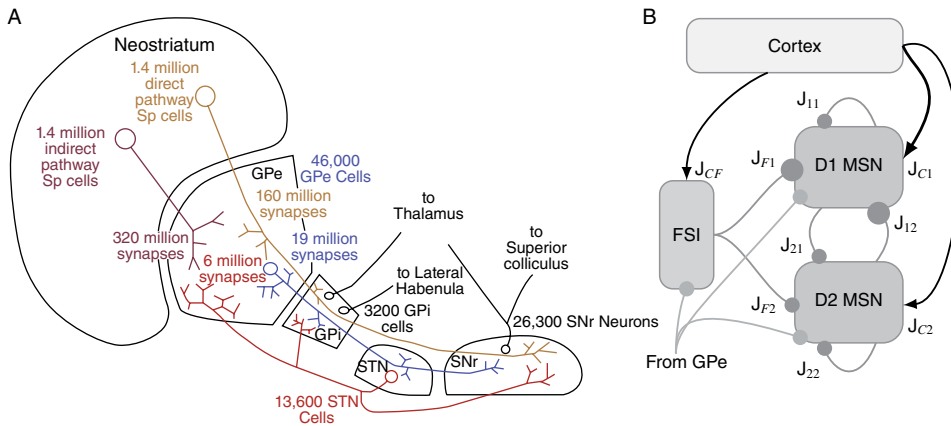 A
Neostriatum
1.4 million
direct
pathway
Sp cells
1.4 million
indirect
pathway
Sp cells
GPe
46,000
GPe Cells
160 million
synapses
320 million
synapses
6 million
synapses
19 million
synapses
to
Thalamus
to Lateral
Habenula
to
Superior
colliculus
3200 GPi
cells
GPi
26,300 SNr Neurons
STN
SNr
13,600 STN
Cells
B
Cortex
J11
JF1
D1 MSN
JC1
JCF
FSI
J12
J21
JF2
D2 MSN
JC2
J22
From GPe